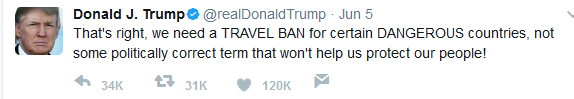 Donald J. Trump @realDonaldTrump · Jun 5
That's right, we need a TRAVEL BAN for certain DANGEROUS countries, not
some politically correct term that won't help us protect our people!
34K 31K 120K